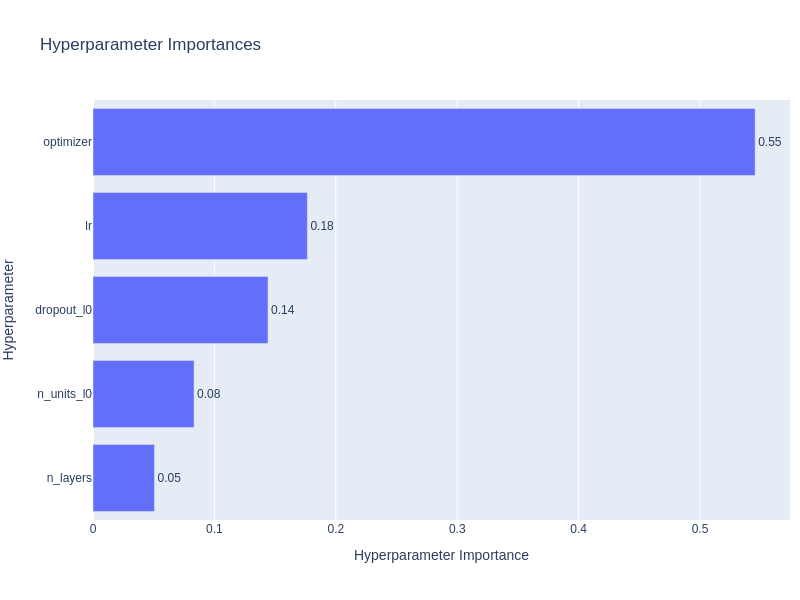 Hyperparameter Importances
Hyperparameter
optimizer 0.55
lr 0.18
dropout_l0 0.14
n_units_l0 0.08
n_layers 0.05
0 0.1 0.2 0.3 0.4 0.5
Hyperparameter Importance